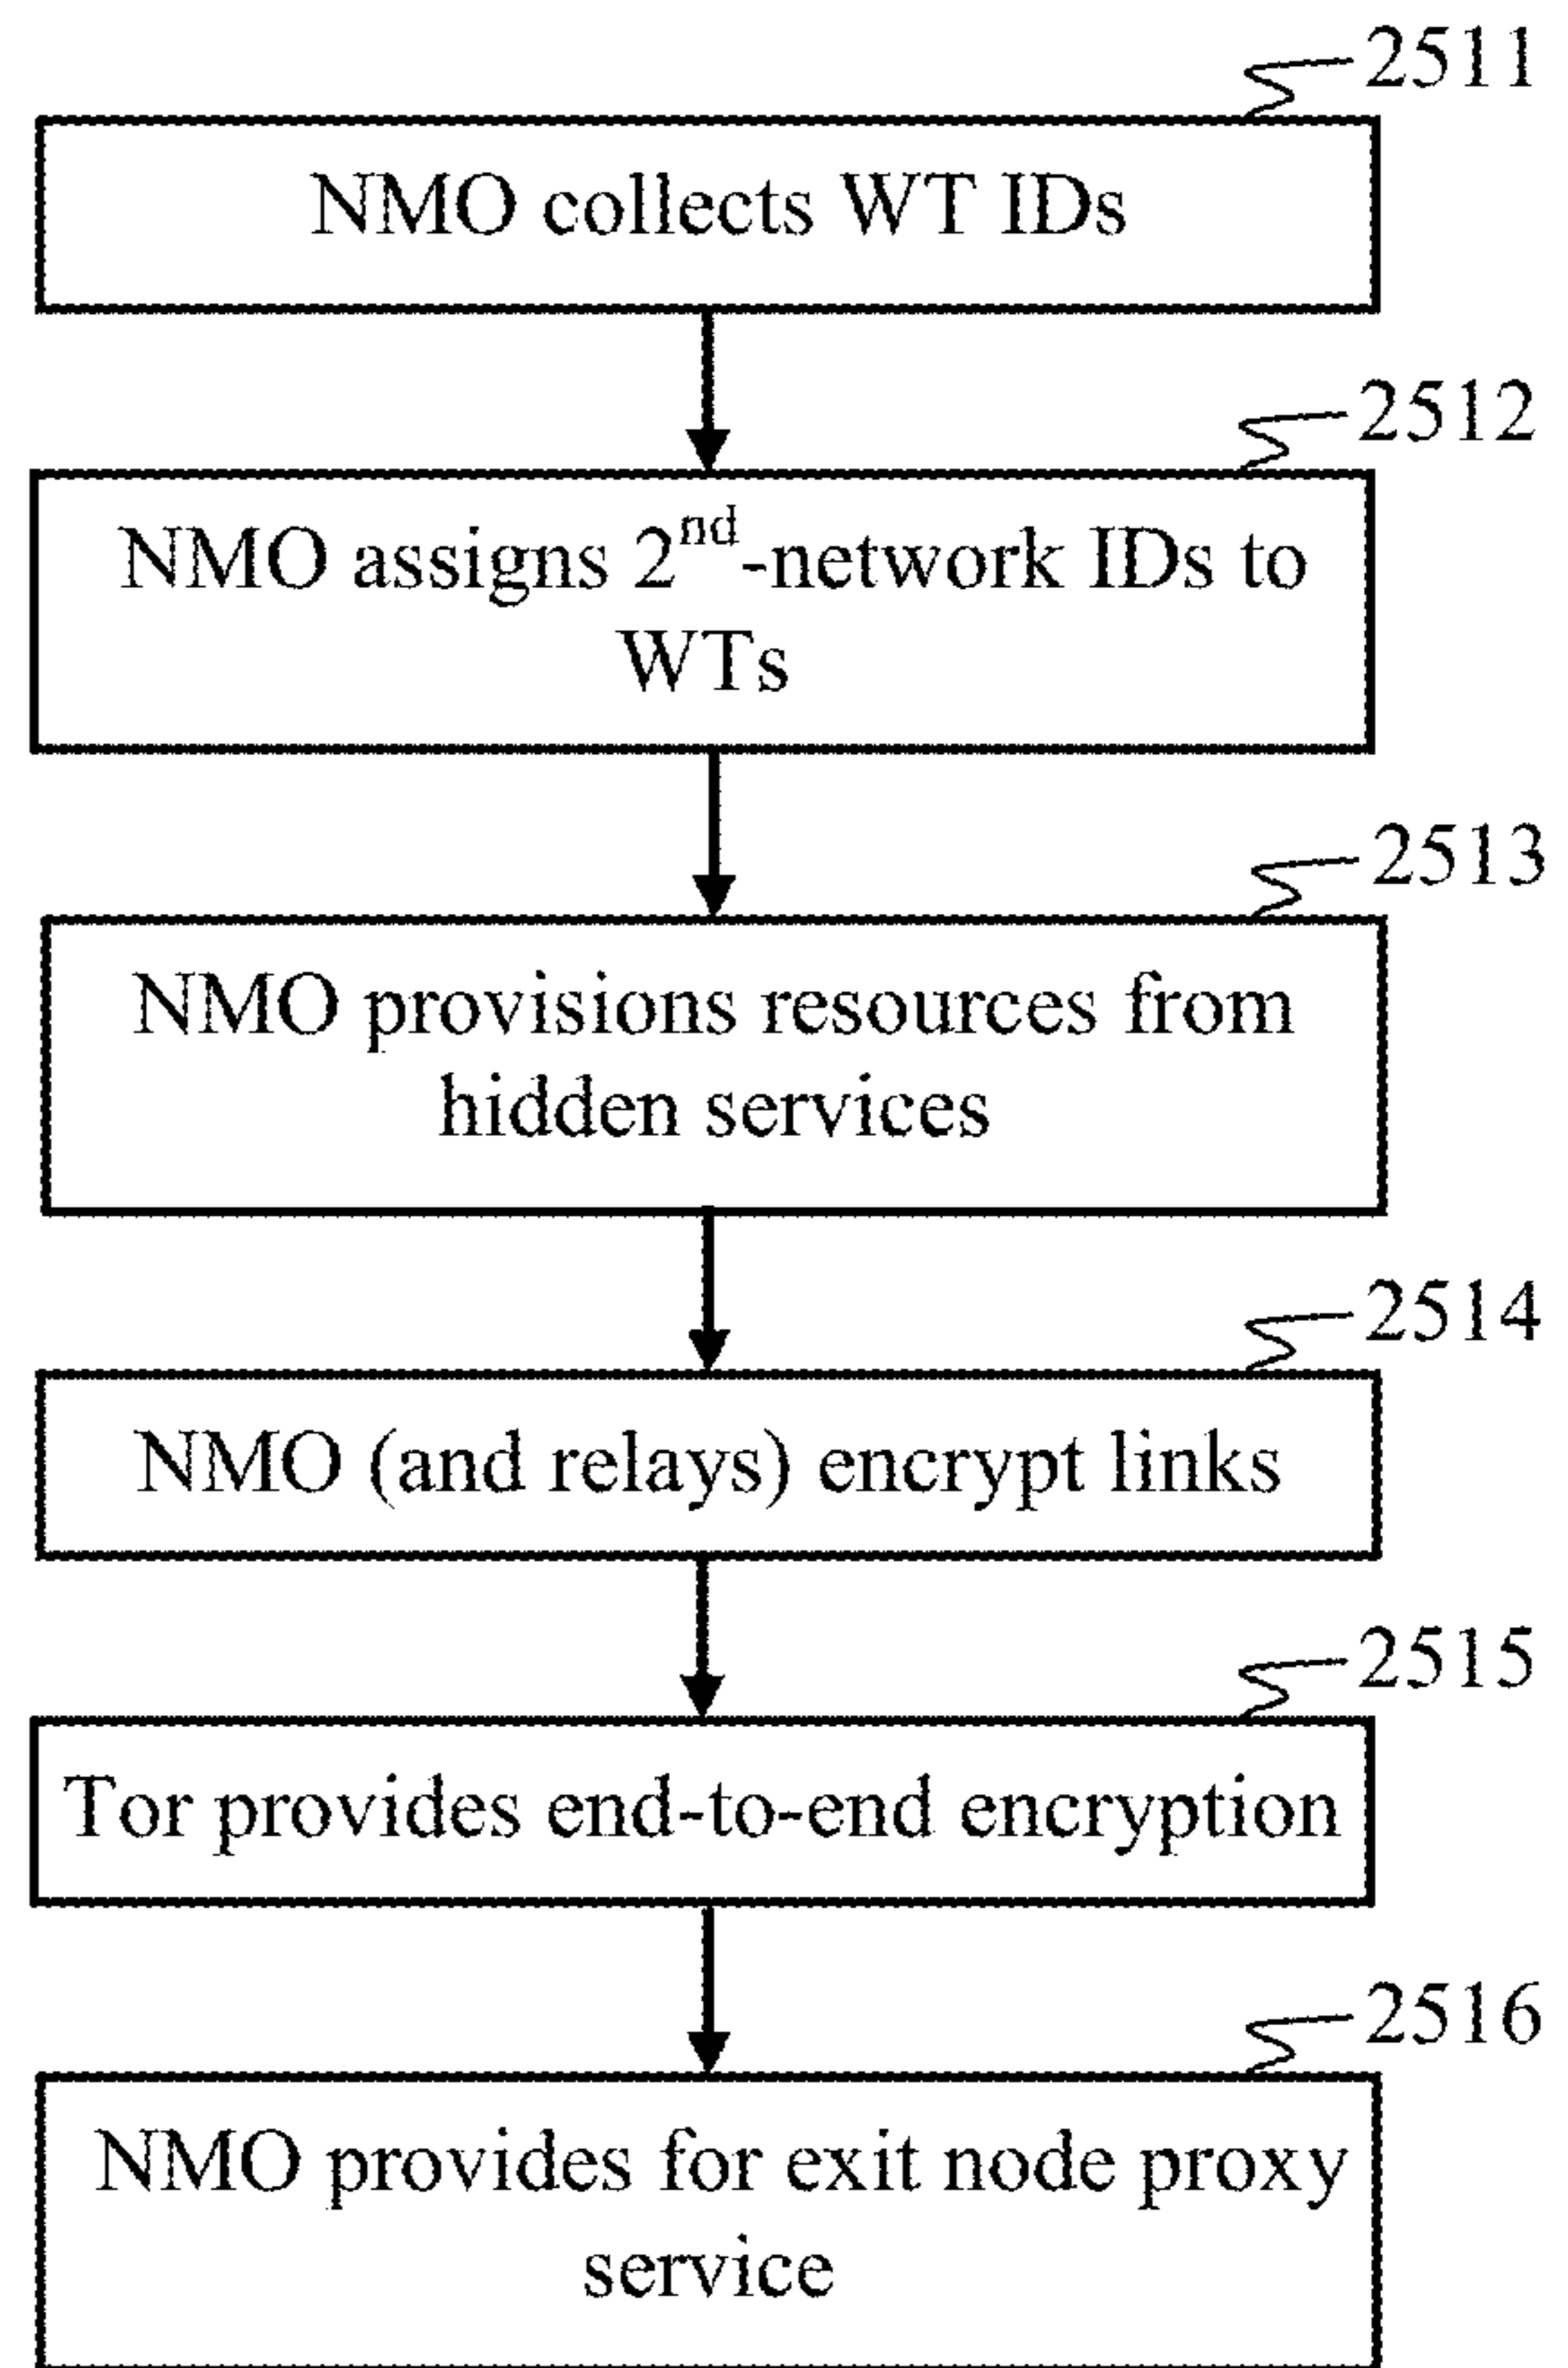 2511
NMO collects WT IDs
2512
NMO assigns 2nd-network IDs to
WTs
2513
NMO provisions resources from
hidden services
2514
NMO (and relays) encrypt links
2515
Tor provides end-to-end encryption
2516
NMO provides for exit node proxy
service